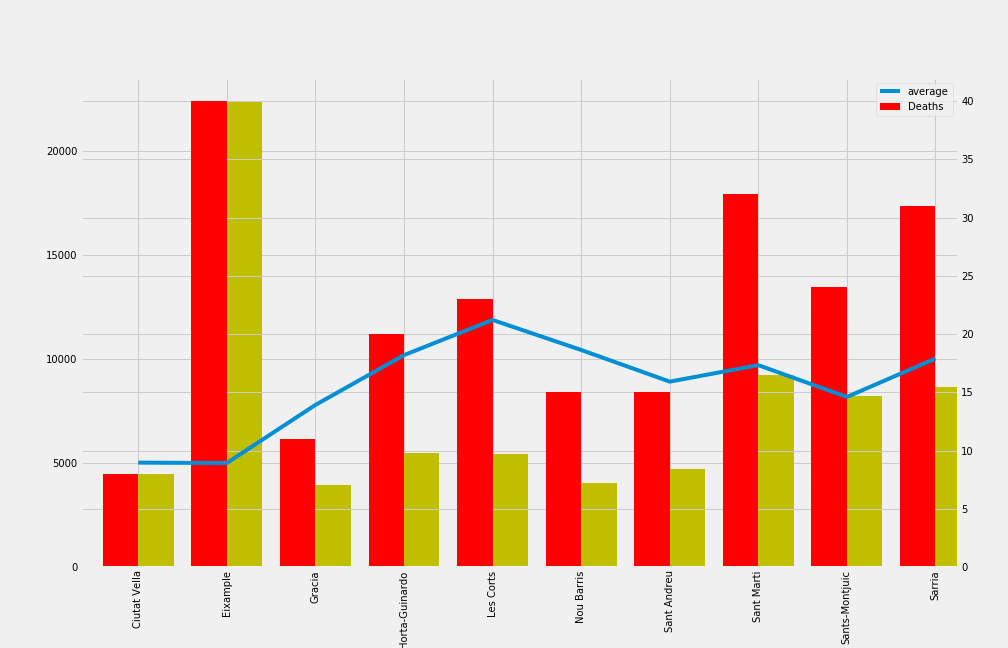 average
Deaths
20000
15000
10000
5000
0
40
35
30
25
20
15
10
5
0
Ciutat Vella
Eixample
Gracia
Horta-Guinardo
Les Corts
Nou Barris
Sant Andreu
Sant Marti
Sants-Montjuic
Sarria